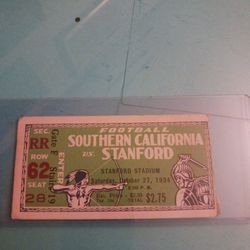 SEC.
RR
ROW
62
SEAT
28
Gate F
ENTER
FOOTBALL
SOUTHERN CALIFORNIA
VS.
STANFORD
STANFORD STADIUM
Saturday, October 27, 1934
TOTAL $2.75